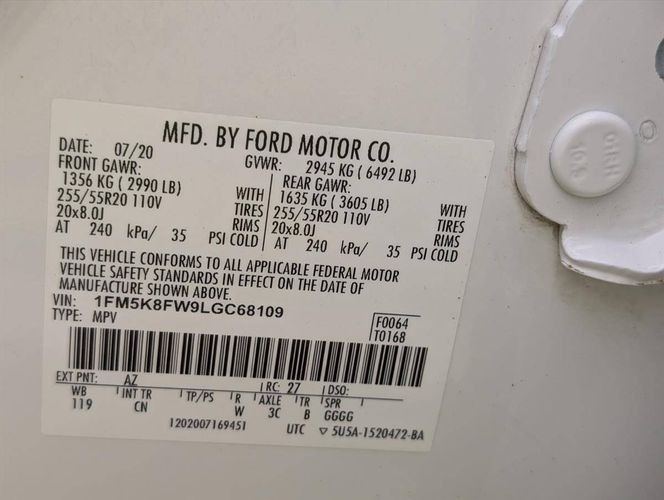 MFD. BY FORD MOTOR CO.
DATE: 07/20 GVWR: 2945 KG ( 6492 LB)
FRONT GAWR: REAR GAWR:
1356 KG ( 2990 LB) WITH 1635 KG ( 3605 LB) WITH
255/55R20 110V TIRES 255/55R20 110V TIRES
20x8.0J RIMS 20x8.0J RIMS
AT 240 kPa/ 35 PSI COLD AT 240 kPa/ 35 PSI COLD
THIS VEHICLE CONFORMS TO ALL APPLICABLE FEDERAL MOTOR
VEHICLE SAFETY STANDARDS IN EFFECT ON THE DATE OF
MANUFACTURE SHOWN ABOVE.
VIN: 1FM5K8FW9LGC68109
TYPE: MPV F0064
T0168
EXT PNT: AZ RC: 27 DSO:
WB INT TR TP/PS R AXLE TR SPR
119 CN W 3C B GGGG
1202007169451 UTC ▽ 5U5A-1520472-BA